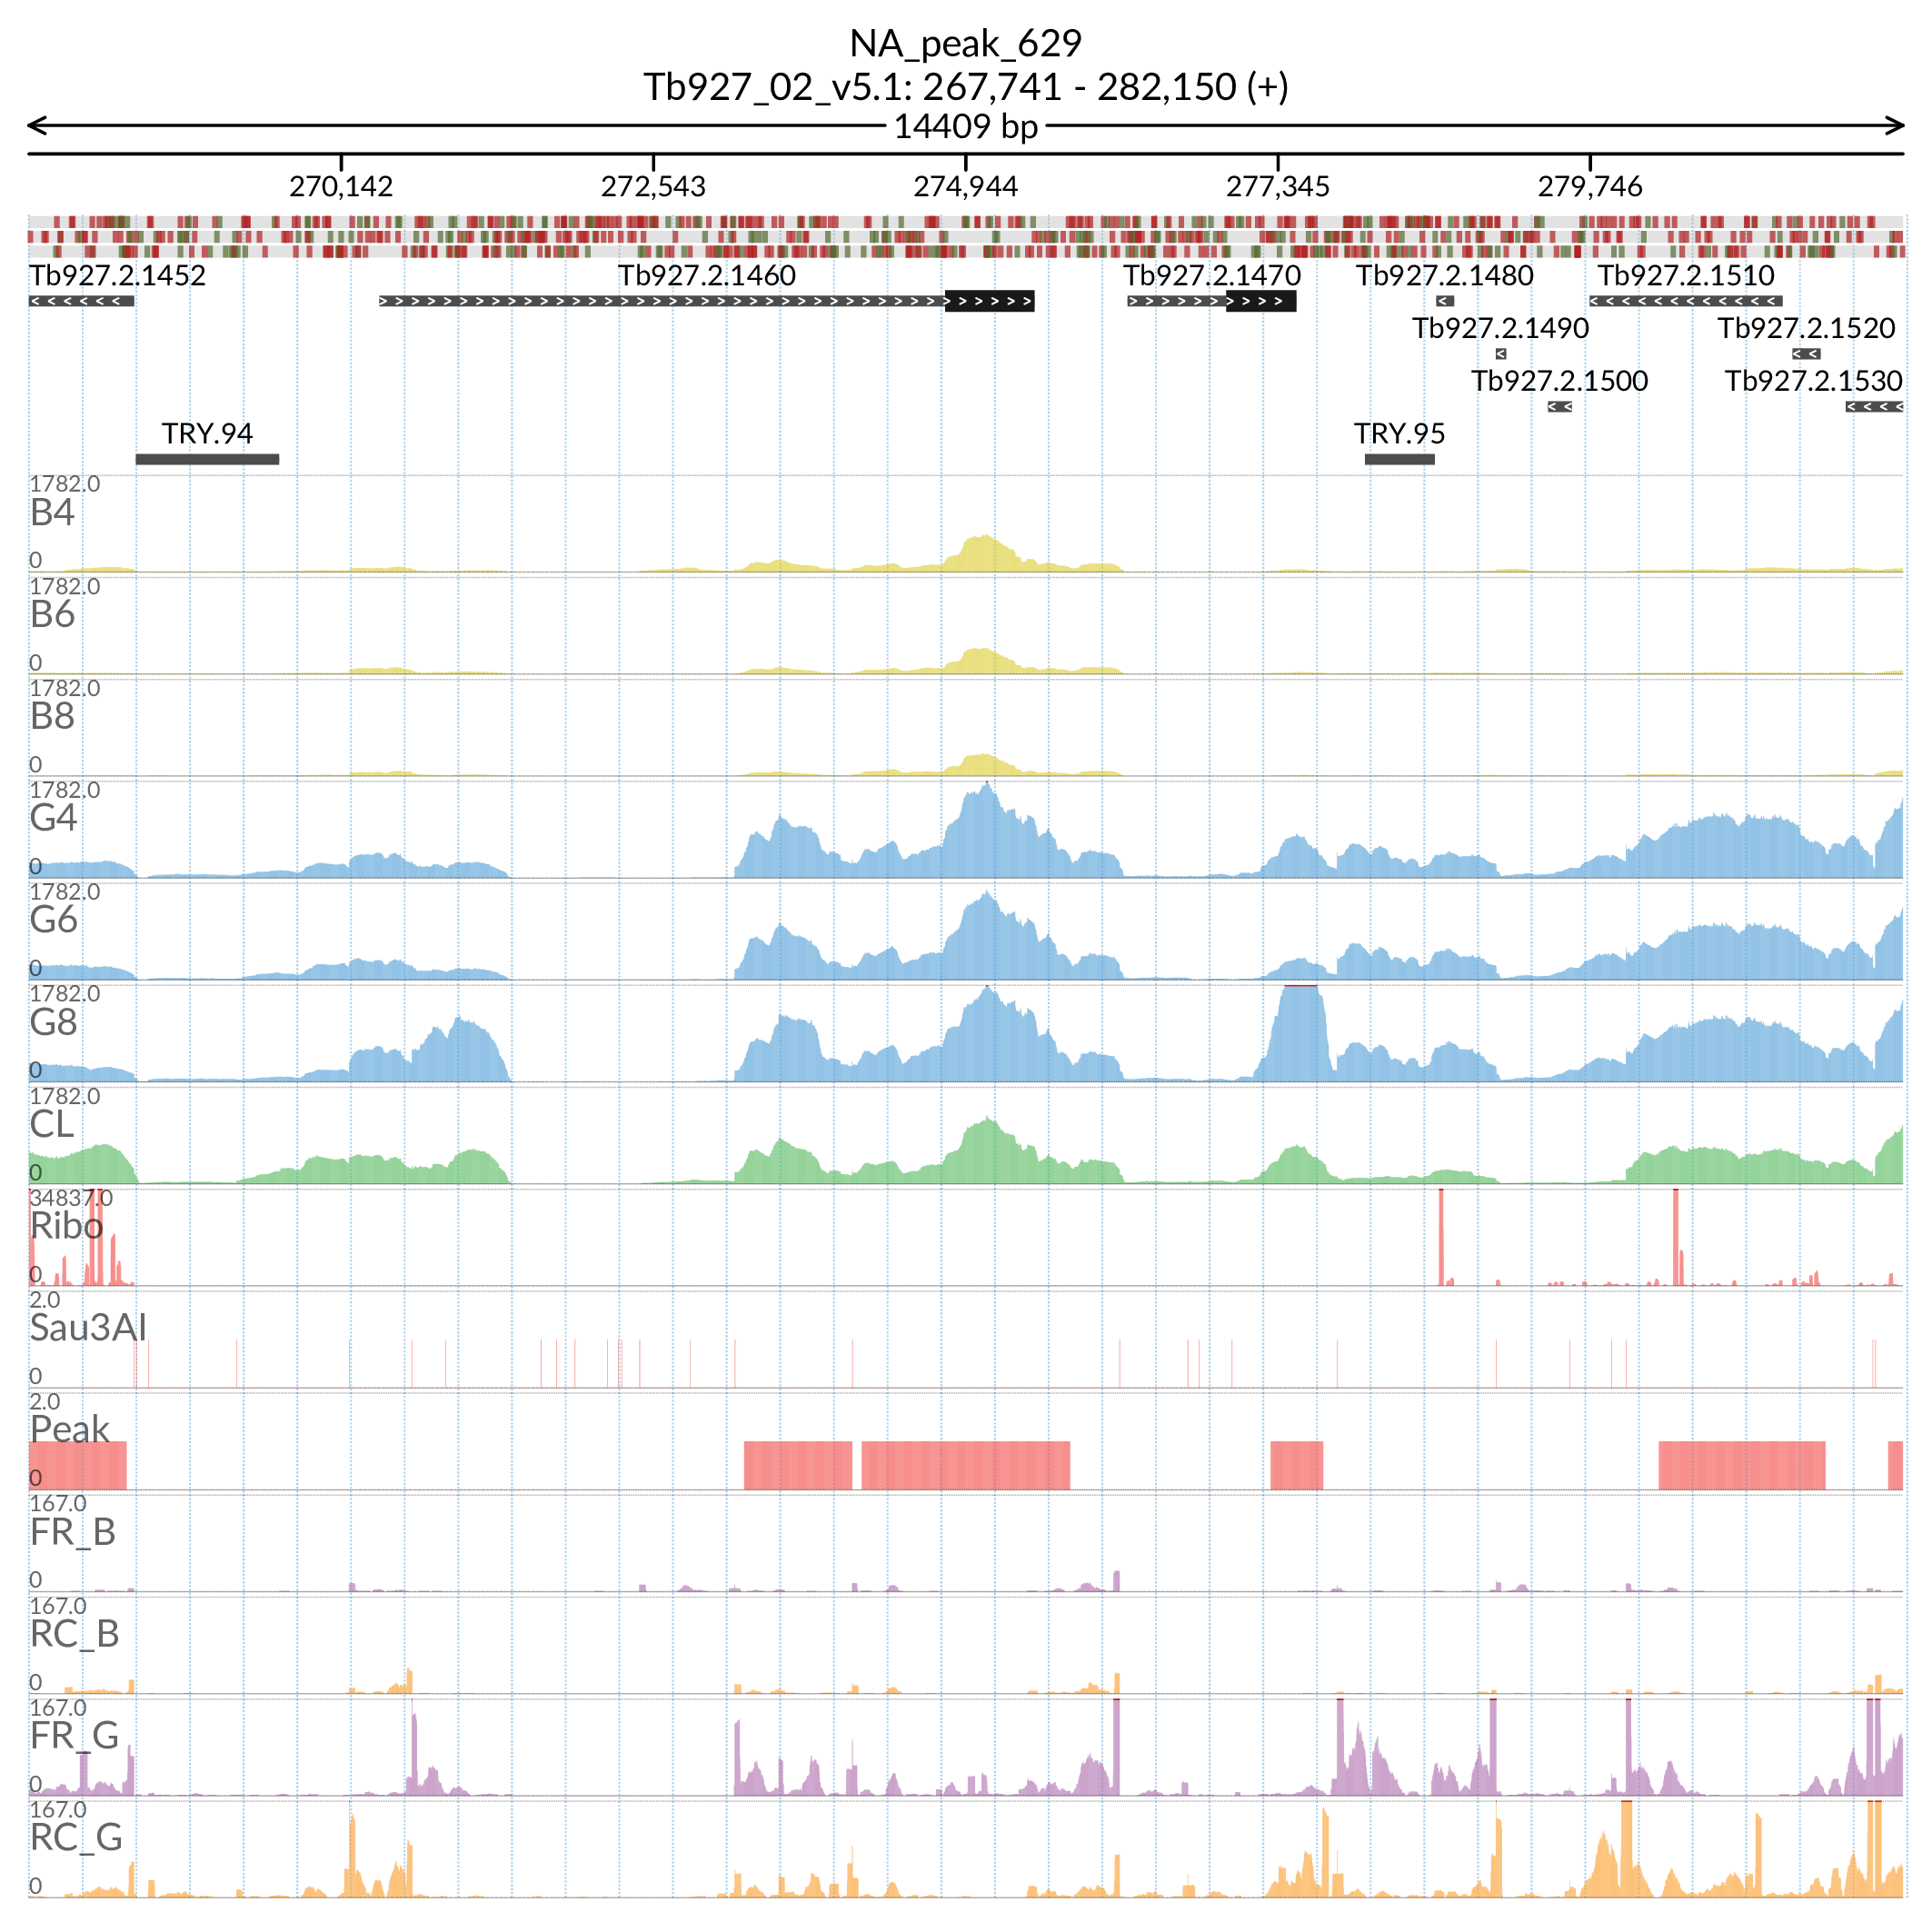 NA_peak_629
Tb927_02_v5.1: 267,741 - 282,150 (+)
14409 bp
270,142 272,543 274,944 277,345 279,746
Tb927.2.1452 Tb927.2.1460 Tb927.2.1470 Tb927.2.1480 Tb927.2.1510
Tb927.2.1490 Tb927.2.1520
Tb927.2.1500 Tb927.2.1530
TRY.94 TRY.95
1782.0
B4
0
1782.0
B6
0
1782.0
B8
0
1782.0
G4
0
1782.0
G6
0
1782.0
G8
0
1782.0
CL
0
34837.0
Ribo
0
2.0
Sau3AI
0
2.0
Peak
0
167.0
FR_B
0
167.0
RC_B
0
167.0
FR_G
0
167.0
RC_G
0